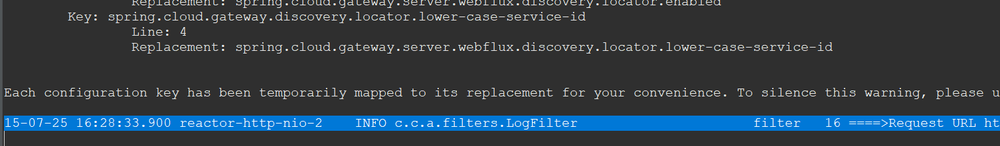 Replacement: spring.cloud.gateway.server.webflux.discovery.locator.enabled
Key: spring.cloud.gateway.discovery.locator.lower-case-service-id
Line: 4
Replacement: spring.cloud.gateway.server.webflux.discovery.locator.lower-case-service-id
Each configuration key has been temporarily mapped to its replacement for your convenience. To silence this warning, please u
15-07-25 16:28:33.900 reactor-http-nio-2 INFO c.c.a.filters.LogFilter filter 16 ====>Request URL ht